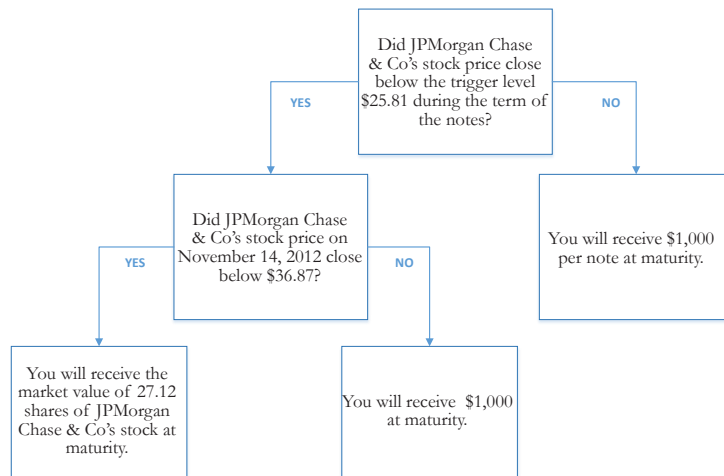 Did JPMorgan Chase
& Co’s stock price close
below the trigger level
$25.81 during the term of
the notes?
YES
NO
Did JPMorgan Chase
& Co’s stock price on
November 14, 2012 close
below $36.87?
You will receive $1,000
per note at maturity.
YES
NO
You will receive the
market value of 27.12
shares of JPMorgan
Chase & Co’s stock at
maturity.
You will receive $1,000
at maturity.